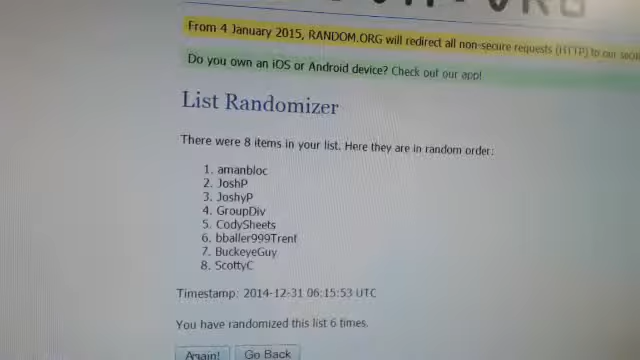 From 4 January 2015, RANDOM.ORG will redirect all non-secure requests (HTTP) to our
Do you own an iOS or Android device? Check out our app!
List Randomizer
There were 8 items in your list. Here they are in random order:
1. amanbloc
2. JoshP
3. JoshyP
4. GroupDiv
5. CodySheets
6. bballer999Trent
7. BuckeyeGuy
8. ScottyC
Timestamp: 2014-12-31 06:15:53 UTC
You have randomized this list 6 times.
Again! Go Back